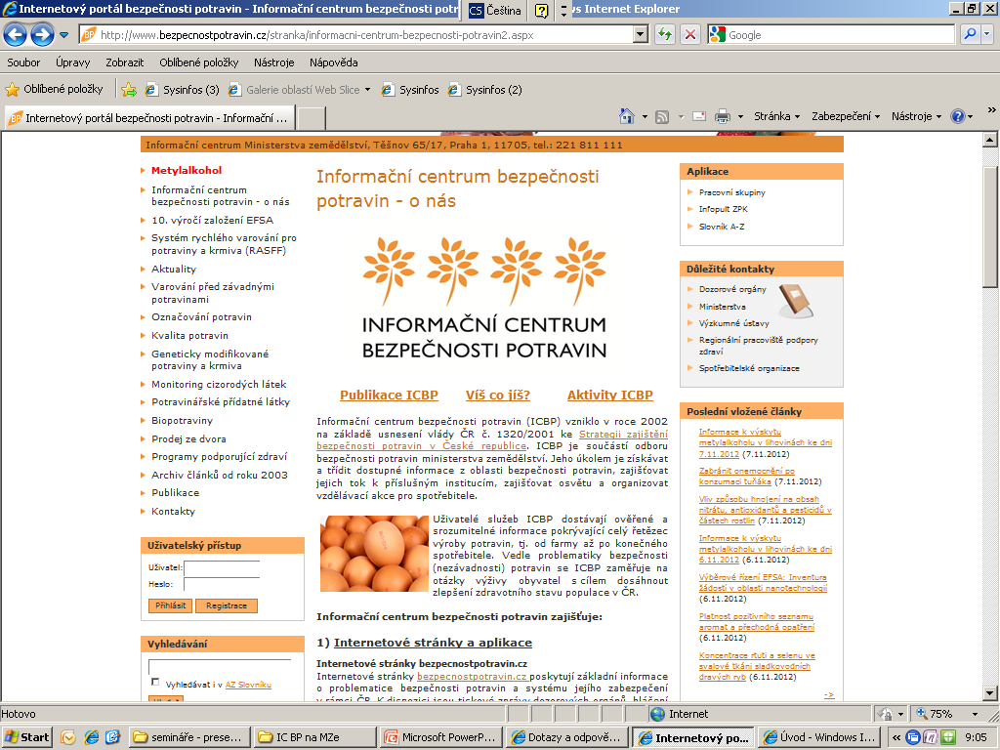 Internetový portál bezpečnosti potravin - Informační centrum bezpečnosti potr
CS Čeština
ws Internet Explorer
http://www.bezpecnostpotravin.cz/stranka/informacni-centrum-bezpecnosti-potravin2.aspx
Google
Soubor Úpravy Zobrazit Oblíbené položky Nástroje Nápověda
Oblíbené položky Sysinfos (3) Galerie oblastí Web Slice Sysinfos Sysinfos (2)
BP Internetový portál bezpečnosti potravin - Informační ...
Stránka Zabezpečení Nástroje
Informační centrum Ministerstva zemědělství, Těšnov 65/17, Praha 1, 11705, tel.: 221 811 111
Metylalkohol
Informační centrum
bezpečnosti potravin - o nás
10. výročí založení EFSA
Systém rychlého varování pro
potraviny a krmiva (RASFF)
Aktuality
Varování před závadnými
potravinami
Označování potravin
Kvalita potravin
Geneticky modifikované
potraviny a krmiva
Monitoring cizorodých látek
Potravinářské přídatné látky
Biopotraviny
Prodej ze dvora
Programy podporující zdraví
Archiv článků od roku 2003
Publikace
Kontakty
Uživatelský přístup
Uživatel:
Heslo:
Přihlásit Registrace
Vyhledávání
Vyhledávat i v AZ Slovníku
Informační centrum bezpečnosti
potravin - o nás
INFORMAČNÍ CENTRUM
BEZPEČNOSTI POTRAVIN
Publikace ICBP Víš co jíš? Aktivity ICBP
Informační centrum bezpečnosti potravin (ICBP) vzniklo v roce 2002
na základě usnesení vlády ČR č. 1320/2001 ke Strategii zajištění
bezpečnosti potravin v České republice. ICBP je součástí odboru
bezpečnosti potravin ministerstva zemědělství. Jeho úkolem je získávat
a třídit dostupné informace z oblasti bezpečnosti potravin, zajišťovat
jejich tok k příslušným institucím, zajišťovat osvětu a organizovat
vzdělávací akce pro spotřebitele.
Uživatelé služeb ICBP dostávají ověřené a
srozumitelné informace pokrývající celý řetězec
výroby potravin, tj. od farmy až po konečného
spotřebitele. Vedle problematiky bezpečnosti
(nezávadnosti) potravin se ICBP zaměřuje na
otázky výživy obyvatel s cílem dosáhnout
zlepšení zdravotního stavu populace v ČR.
Informační centrum bezpečnosti potravin zajišťuje:
1) Internetové stránky a aplikace
Internetové stránky bezpecnostpotravin.cz
Internetové stránky bezpecnostpotravin.cz poskytují základní informace
o problematice bezpečnosti potravin a systému jejího zabezpečení
v rámci ČR. K dispozici jsou tiskové zprávy dozorových orgánů, hlášení
Aplikace
Pracovní skupiny
Infopult ZPK
Slovník A-Z
Důležité kontakty
Dozorové orgány
Ministerstva
Výzkumné ústavy
Regionální pracoviště podpory
zdraví
Spotřebitelské organizace
Poslední vložené články
Informace k výskytu
metylalkoholu v lihovinách ke dni
7.11.2012 (7.11.2012)
Zabránit onemocnění po
konzumaci tuňáka (7.11.2012)
Vliv způsobu hnojení na obsah
nitrátu, antioxidantů a pesticidů v
částech rostlin (7.11.2012)
Informace k výskytu
metylalkoholu v lihovinách ke dni
6.11.2012 (6.11.2012)
Výběrové řízení EFSA: Inventura
žádostí v oblasti nanotechnologií
(6.11.2012)
Platnost pozitivního seznamu
aromat a přechodná opatření
(6.11.2012)
Koncentrace rtuti a selenu ve
svalové tkáni sladkovodních
dravých ryb (6.11.2012)
->
Hotovo
Internet
75%
Start
semináře - prese...
IC BP na MZe
Microsoft PowerP...
Dotazy a odpově...
Internetový po...
Úvod - Windows I...
9:05